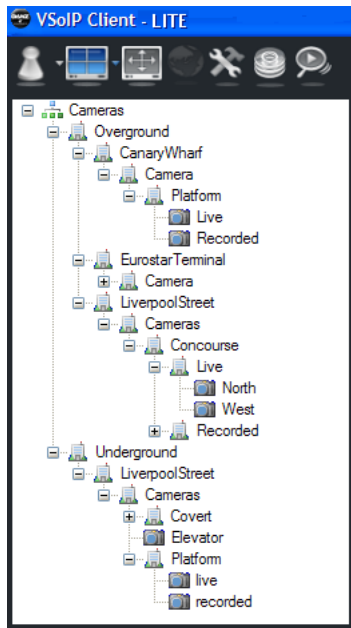 VSoIP Client - LITE
Cameras
Overground
CanaryWharf
Camera
Platform
Live
Recorded
EurostarTerminal
Camera
LiverpoolStreet
Cameras
Concourse
Live
North
West
Recorded
Underground
LiverpoolStreet
Cameras
Covert
Elevator
Platform
live
recorded